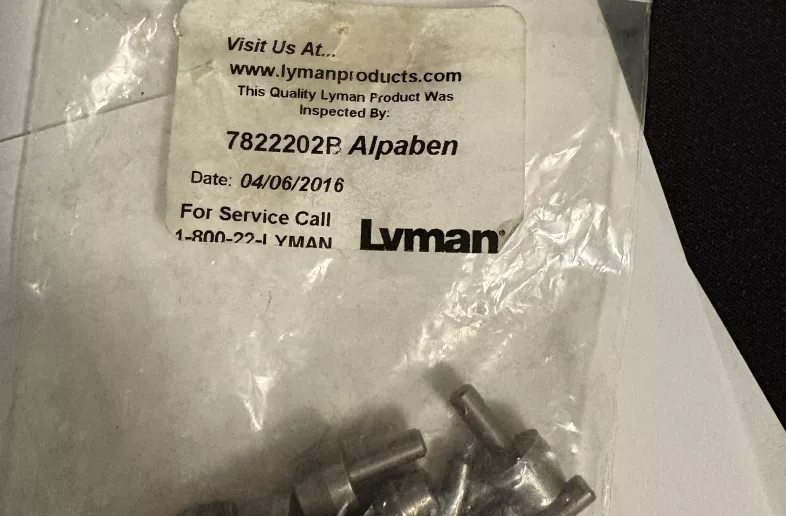 Visit Us At...
www.lymanproducts.com
This Quality Lyman Product Was
Inspected By:
7822202B Alpaben
Date: 04/06/2016
For Service Call
1-800-22-LYMAN
Lyman®